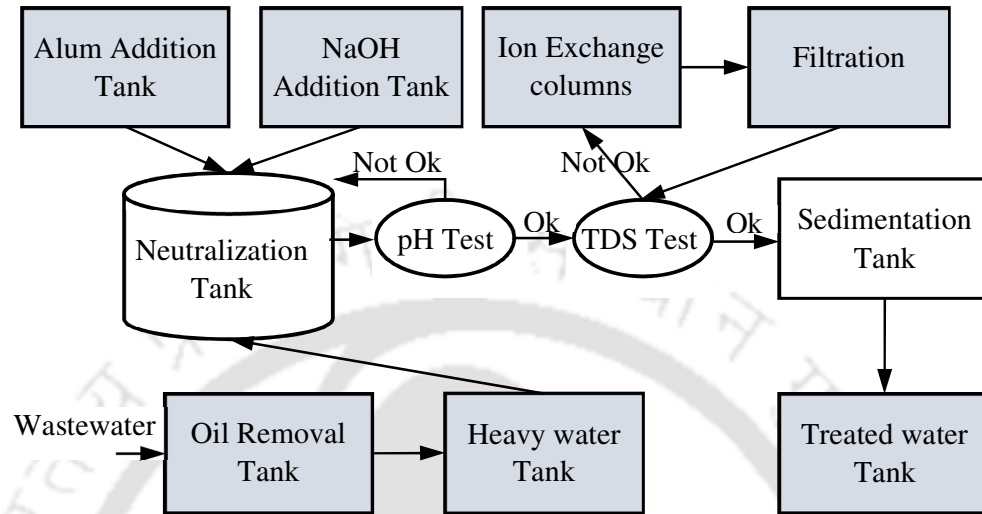 Alum Addition
Tank
NaOH
Addition Tank
Ion Exchange
columns
Filtration
Not Ok
Not Ok
Neutralization
Tank
pH Test
Ok
TDS Test
Ok
Sedimentation
Tank
Wastewater
Oil Removal
Tank
Heavy water
Tank
Treated water
Tank